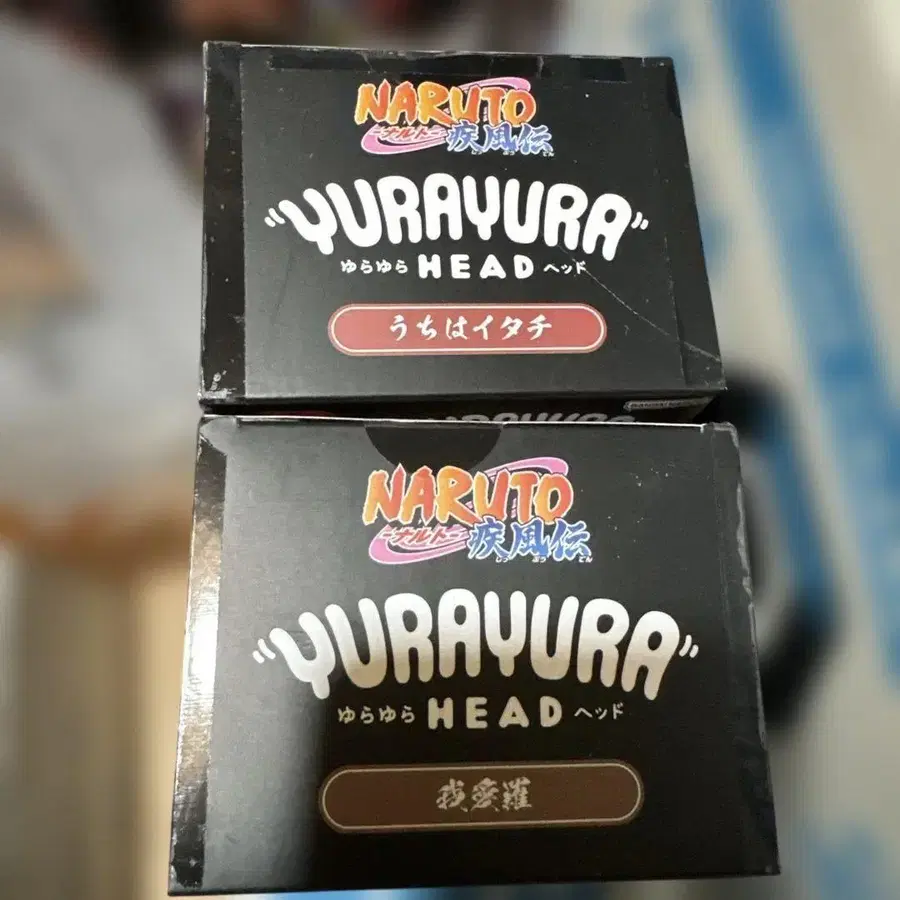 NARUTO
-ナルト- 疾風伝
"YURAYURA"
ゆらゆら HEAD ヘッド
うちはイタチ
YURAYURA
NARUTO
-ナルト- 疾風伝
"YURAYURA"
ゆらゆら HEAD ヘッド
我愛羅